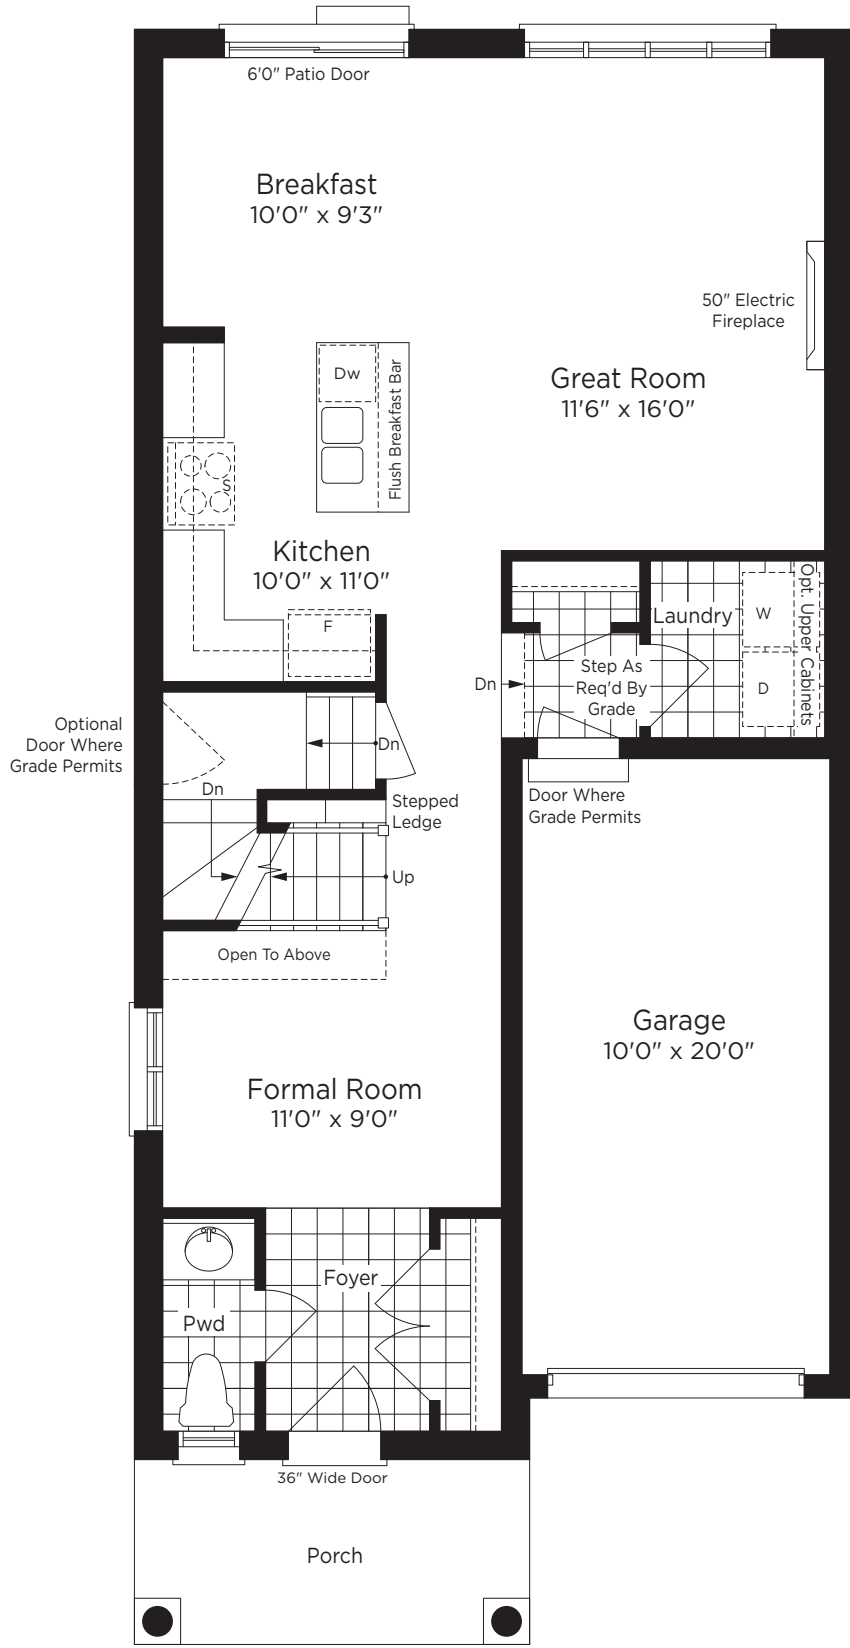 6'0" Patio Door
Breakfast
10'0" x 9'3"
50" Electric
Fireplace
Dw
Flush Breakfast Bar
Great Room
11'6" x 16'0"
S
Kitchen
10'0" x 11'0"
F
Laundry
W
D
Opt. Upper Cabinets
Step As
Req'd By
Grade
Dn
Optional
Door Where
Grade Permits
Dn
Dn
Stepped
Ledge
Door Where
Grade Permits
Up
Open To Above
Garage
10'0" x 20'0"
Formal Room
11'0" x 9'0"
Foyer
Pwd
36" Wide Door
Porch